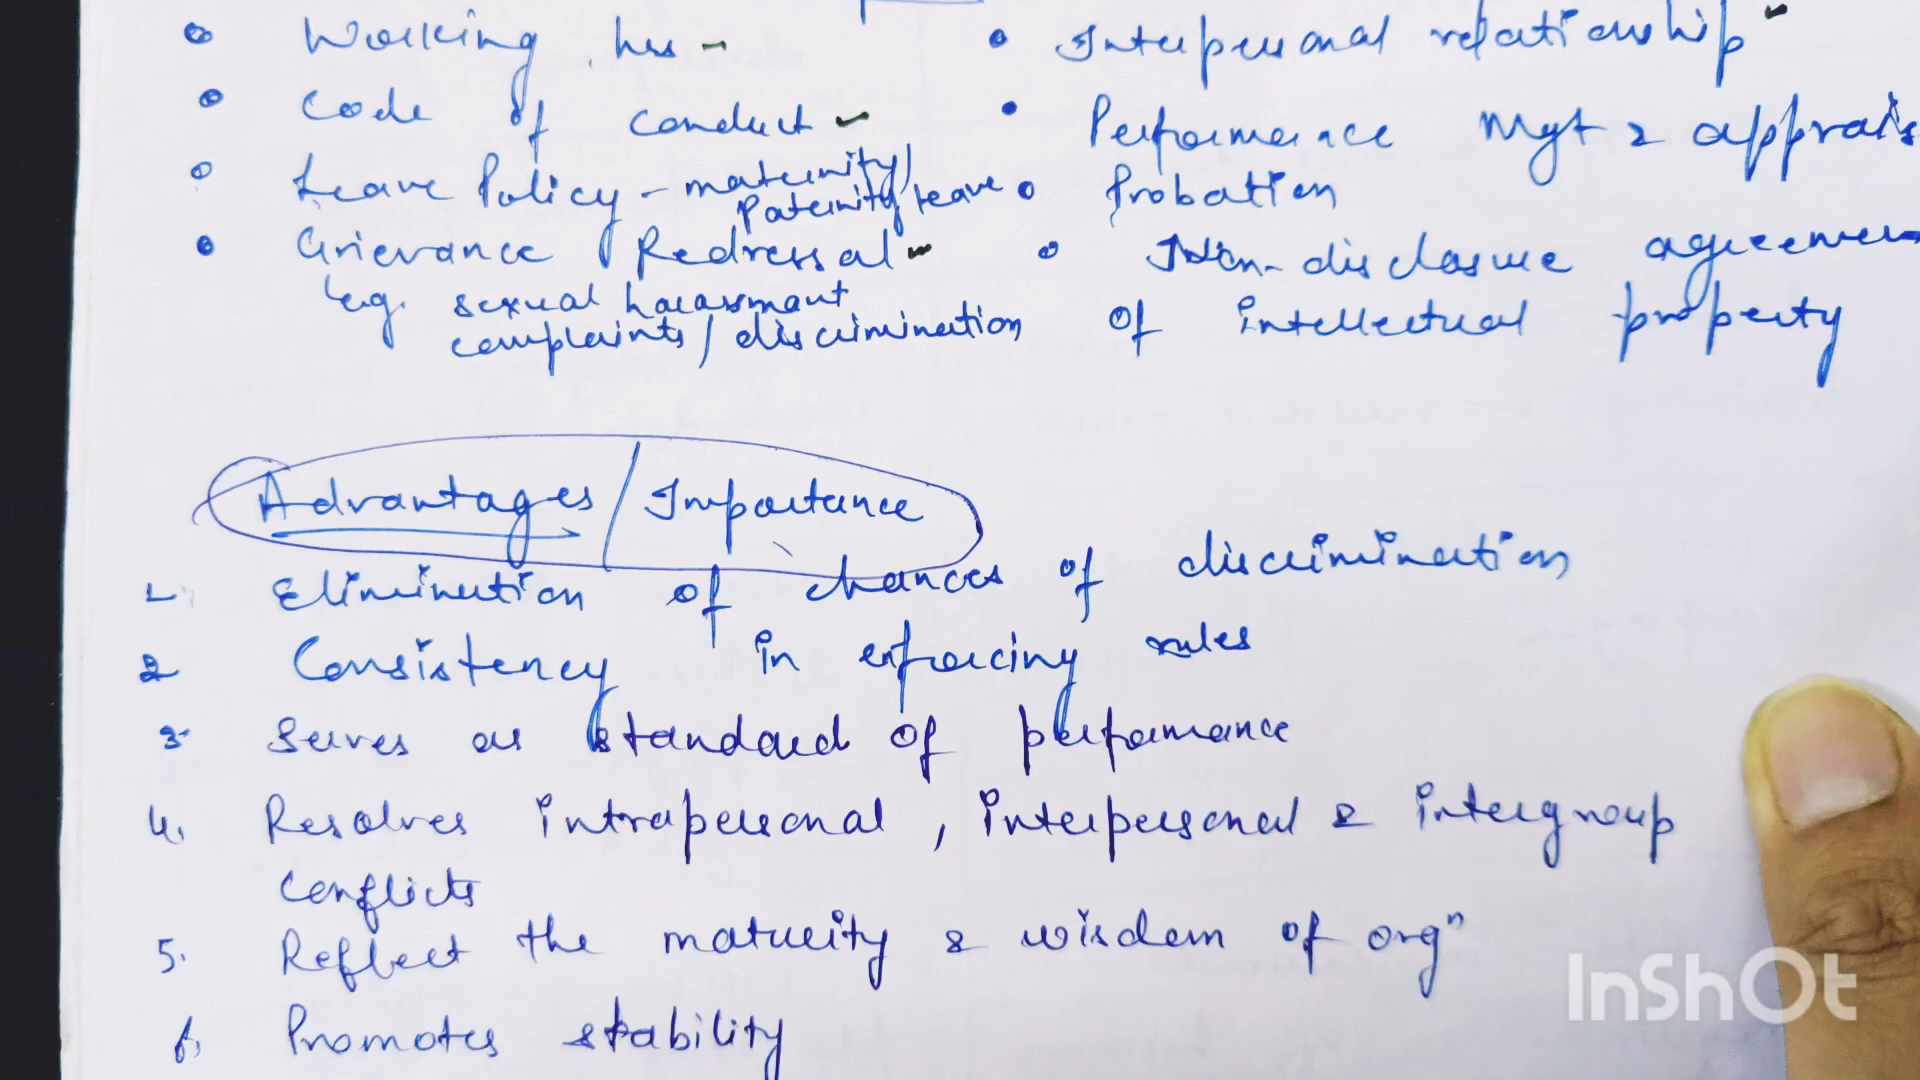 • Working hrs -
• Code of conduct
• Leave Policy - maternity/
paternity leave
• Grievance Redressal
eg. sexual harassment
complaints / discrimination
• Interpersonal relationship
• Performance Mgt & apprais
• Probation
• Non-disclosure agreemen
of intellectual property
Advantages / Importance
1. Elimination of chances of discrimination
2 Consistency in enforcing rules
3. Serves as standard of performance
4. Resolves intrapersonal, interpersonal & intergroup
conflicts
5. Reflect the maturity & wisdom of orgⁿ
6. Promotes stability
InShOt